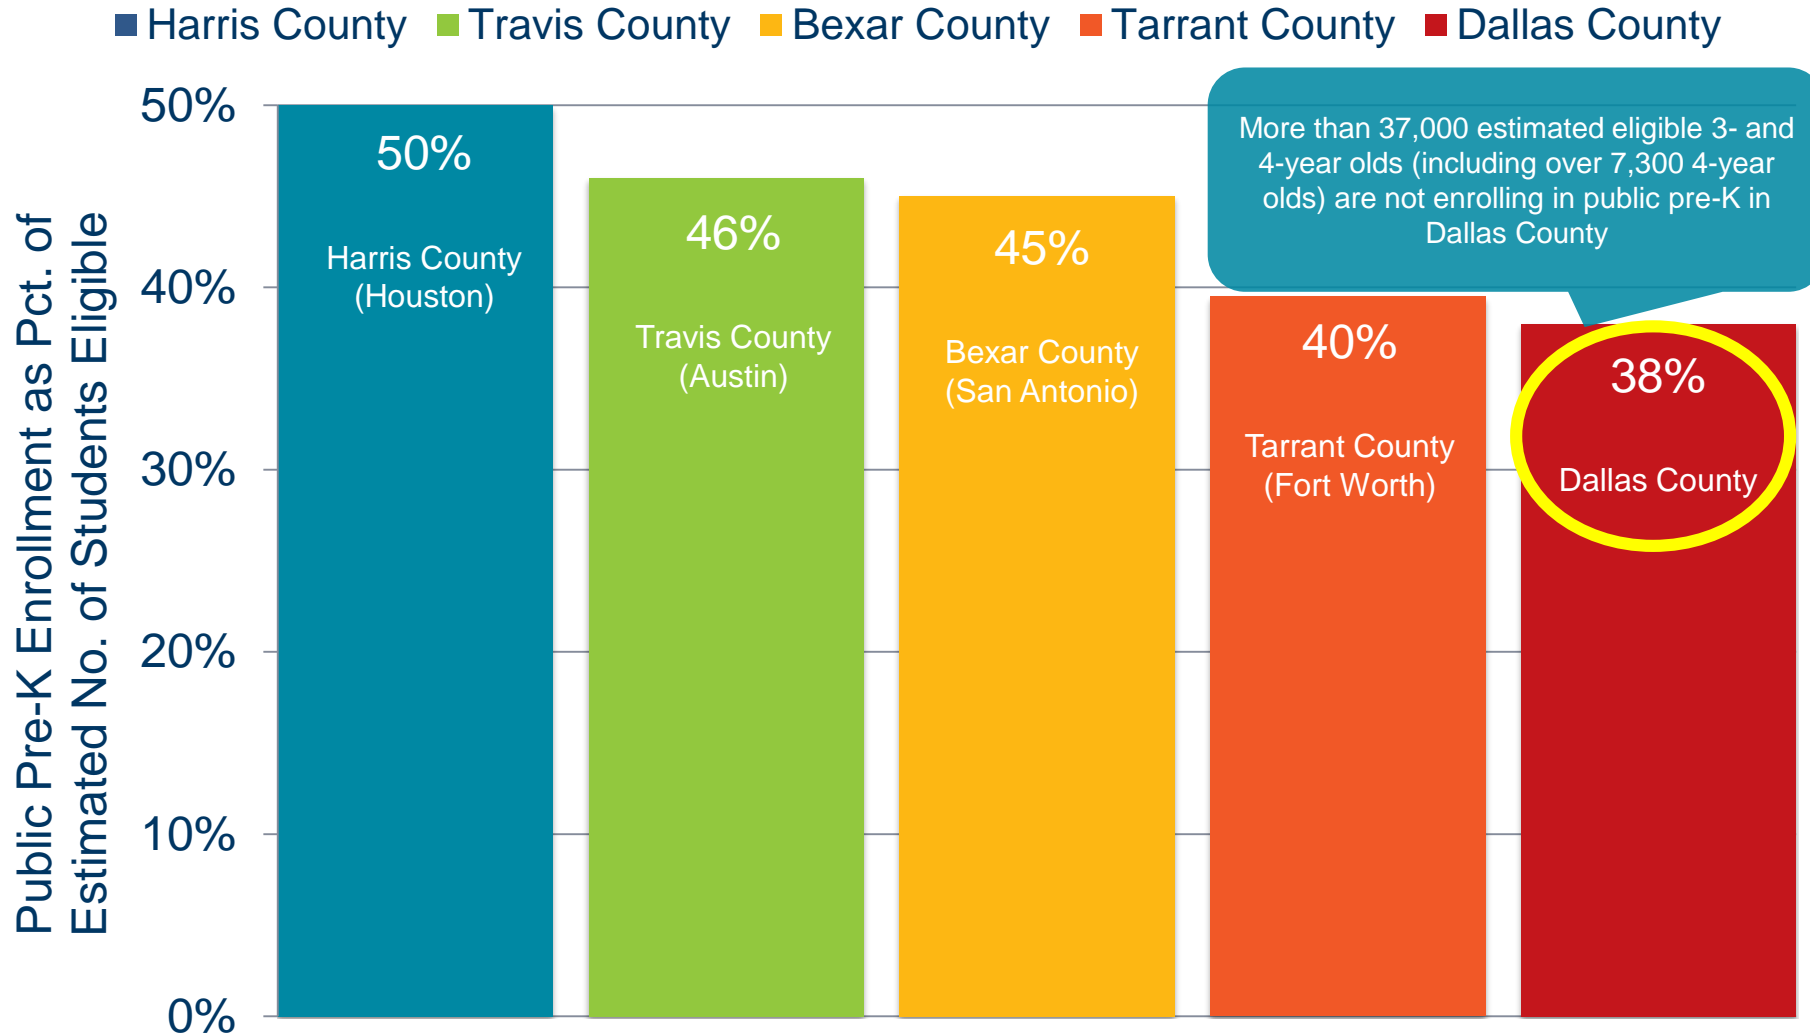 Harris County Travis County Bexar County Tarrant County Dallas County
Public Pre-K Enrollment as Pct. of
Estimated No. of Students Eligible
50%
40%
30%
20%
10%
0%
50%
Harris County
(Houston)
46%
Travis County
(Austin)
45%
Bexar County
(San Antonio)
40%
Tarrant County
(Fort Worth)
More than 37,000 estimated eligible 3- and
4-year olds (including over 7,300 4-year
olds) are not enrolling in public pre-K in
Dallas County
38%
Dallas County